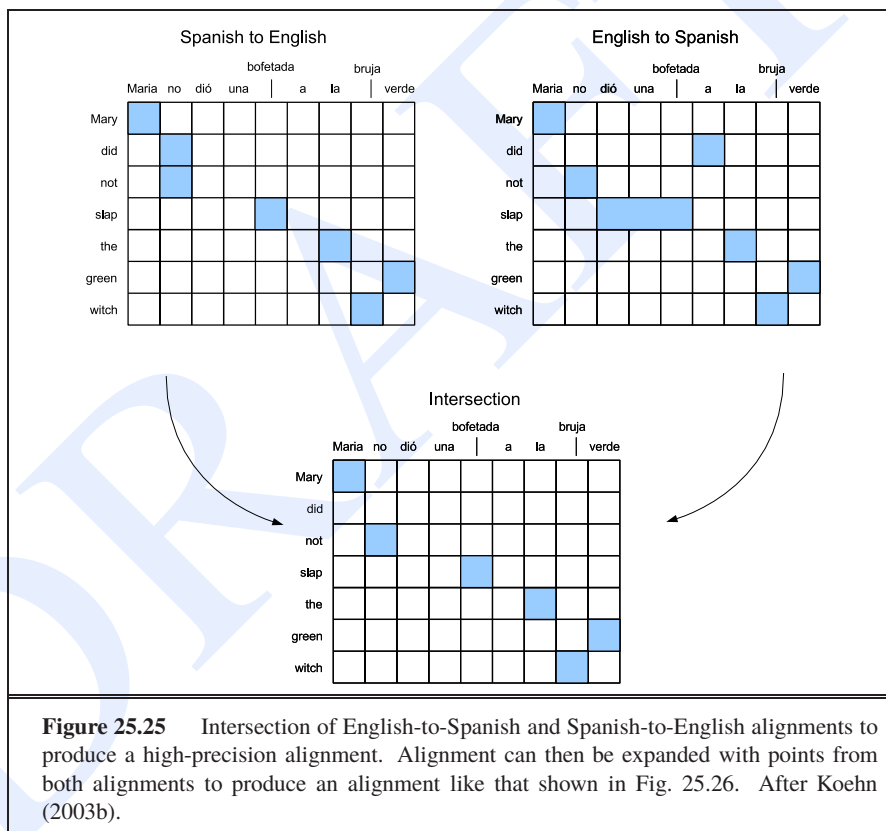 Spanish to English
bofetada bruja
Maria no dió una a la verde
Mary
did
not
slap
the
green
witch
English to Spanish
bofetada bruja
Maria no dió una a la verde
Mary
did
not
slap
the
green
witch
Intersection
bofetada bruja
Maria no dió una a la verde
Mary
did
not
slap
the
green
witch
Figure 25.25 Intersection of English-to-Spanish and Spanish-to-English alignments to
produce a high-precision alignment. Alignment can then be expanded with points from
both alignments to produce an alignment like that shown in Fig. 25.26. After Koehn
(2003b).
DRAFT